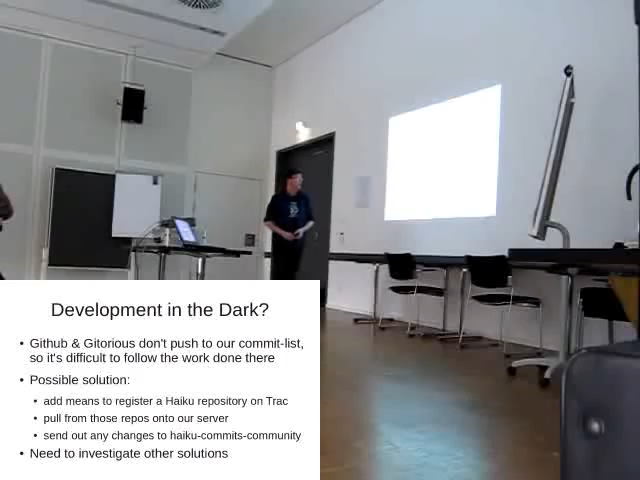 Development in the Dark?
• Github & Gitorious don't push to our commit-list,
so it's difficult to follow the work done there
• Possible solution:
• add means to register a Haiku repository on Trac
• pull from those repos onto our server
• send out any changes to haiku-commits-community
• Need to investigate other solutions